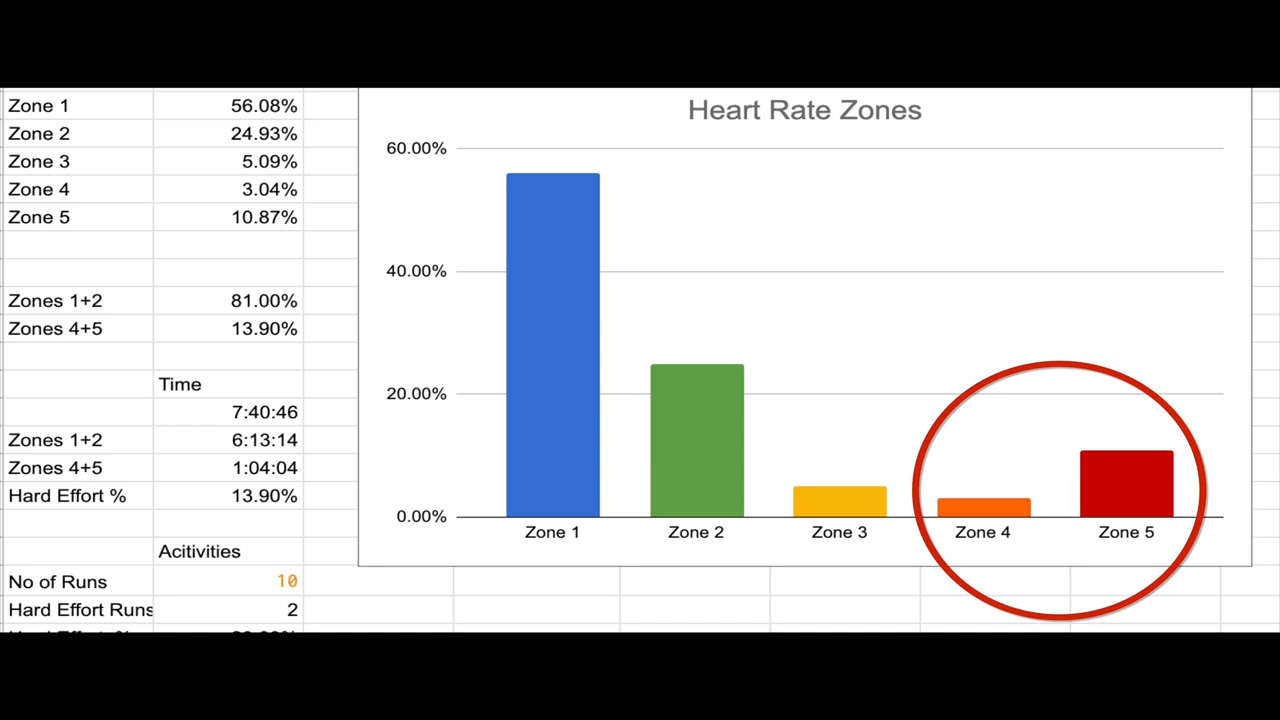 Zone 1 56.08%
Zone 2 24.93%
Zone 3 5.09%
Zone 4 3.04%
Zone 5 10.87%
Zones 1+2 81.00%
Zones 4+5 13.90%
Time
7:40:46
Zones 1+2 6:13:14
Zones 4+5 1:04:04
Hard Effort % 13.90%
Acitivities
No of Runs 10
Hard Effort Runs 2
Heart Rate Zones
60.00%
40.00%
20.00%
0.00%
Zone 1 Zone 2 Zone 3 Zone 4 Zone 5